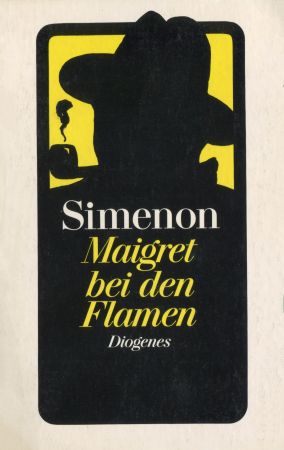 Simenon
Maigret
bei den
Flamen
Diogenes